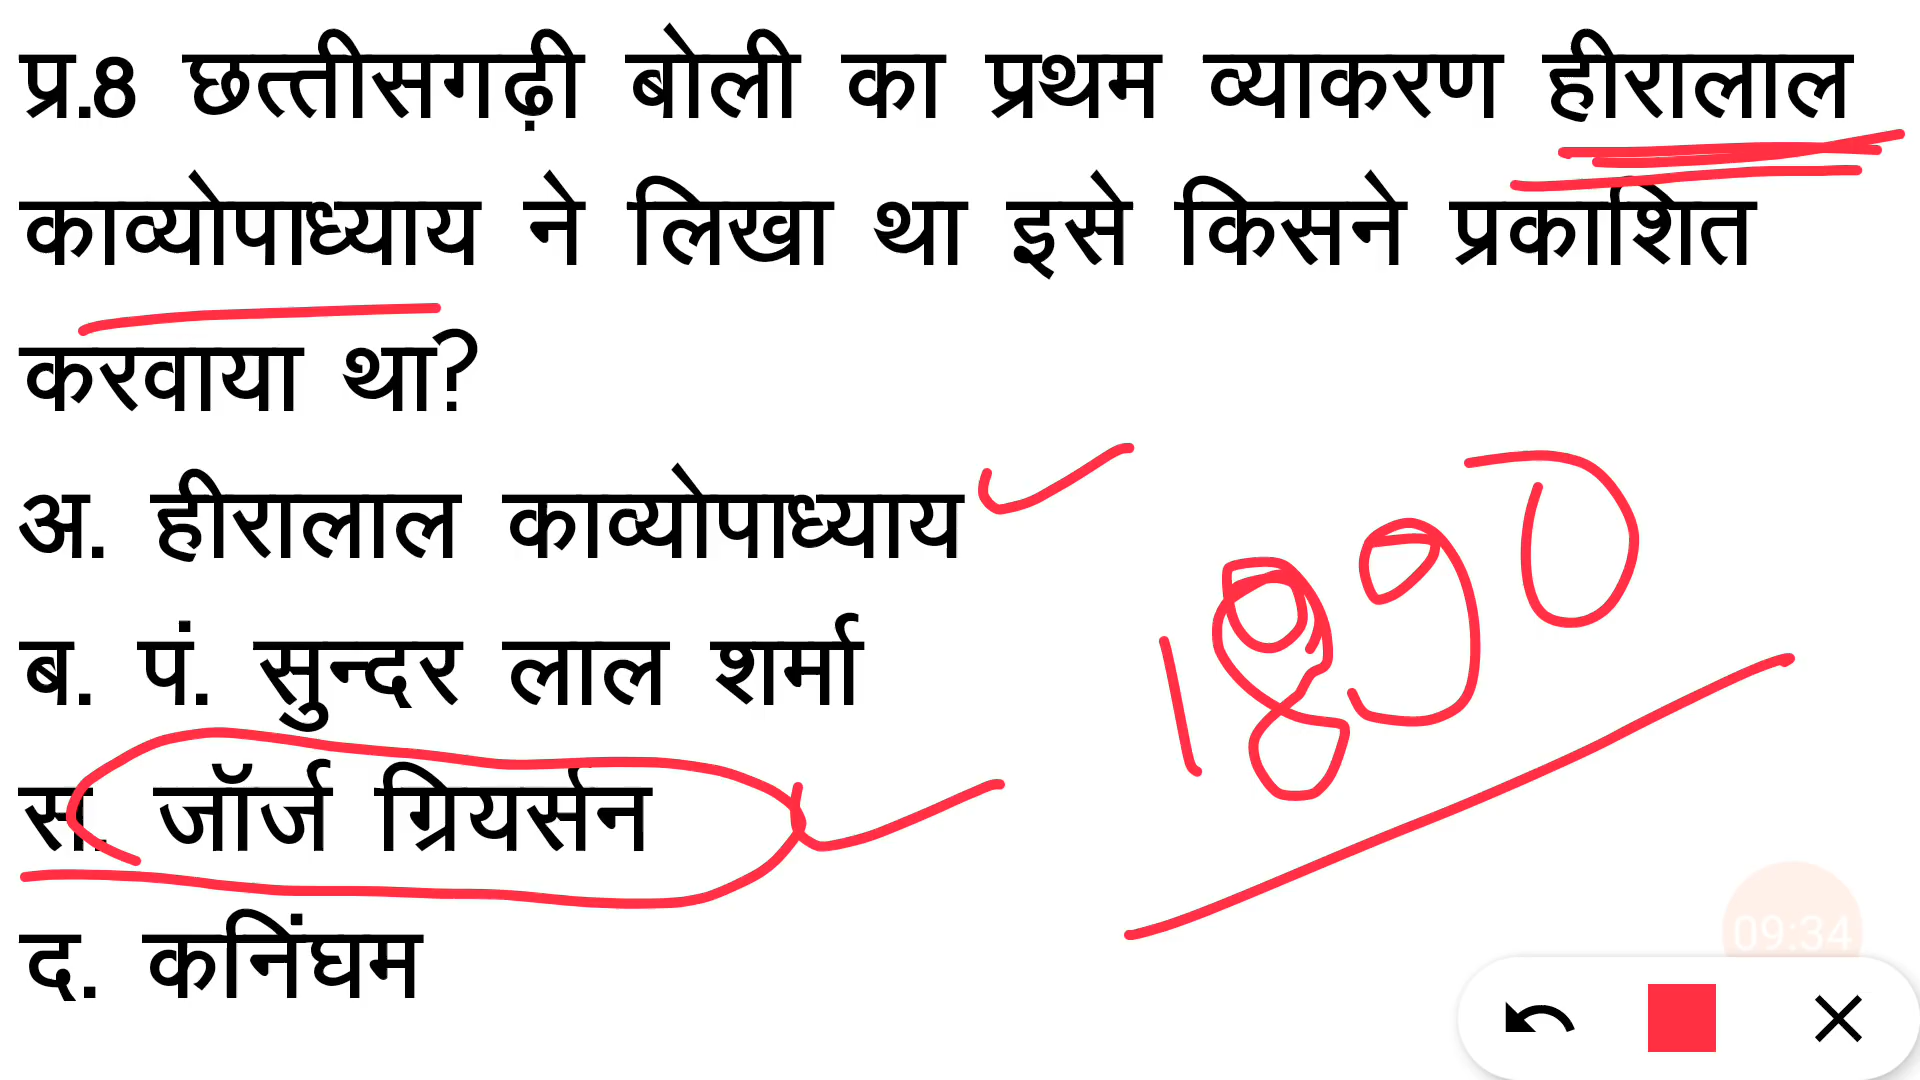 प्र.8 छत्तीसगढ़ी बोली का प्रथम व्याकरण हीरालाल
काव्योपाध्याय ने लिखा था इसे किसने प्रकाशित
करवाया था?
अ. हीरालाल काव्योपाध्याय
1890
ब. पं. सुन्दर लाल शर्मा
स. जॉर्ज ग्रियर्सन
द. कनिंघम
09:34